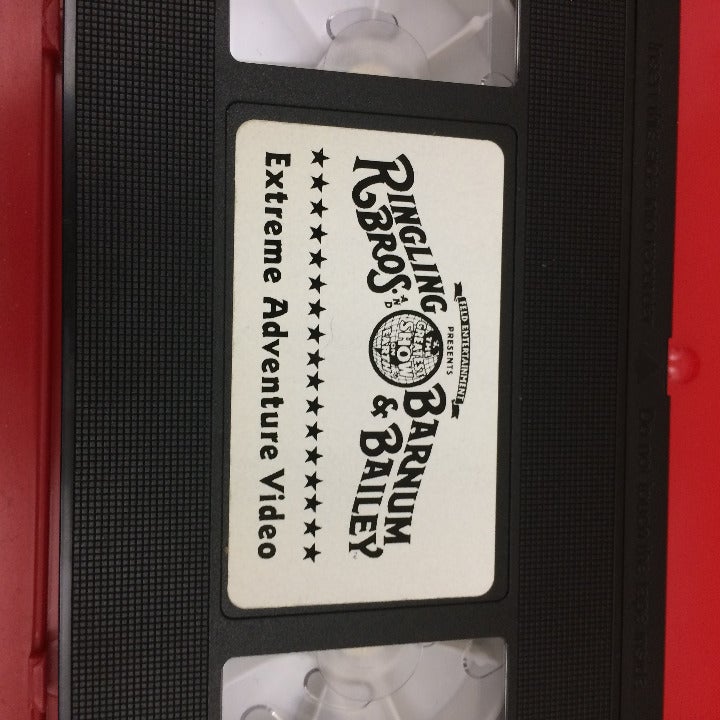 FELD ENTERTAINMENT
PRESENTS
RINGLING BARNUM
BROS. AND & BAILEY
THE
GREATEST
SHOW
ON
EARTH
Extreme Adventure Video